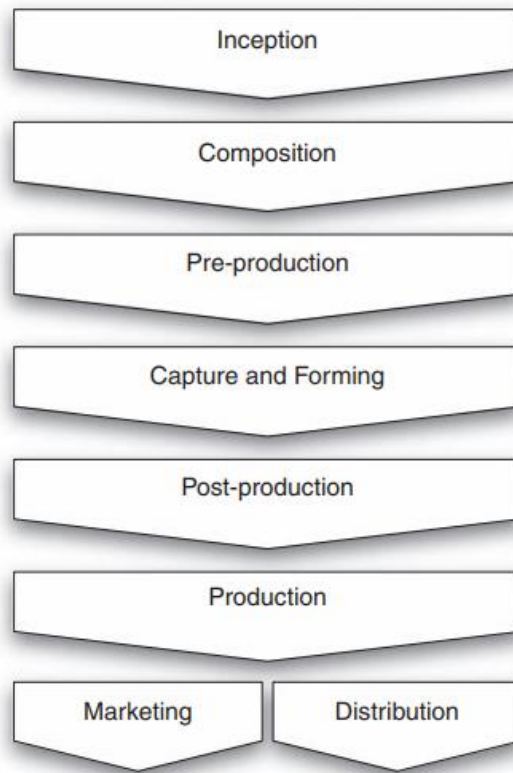 Inception
Composition
Pre-production
Capture and Forming
Post-production
Production
Marketing
Distribution